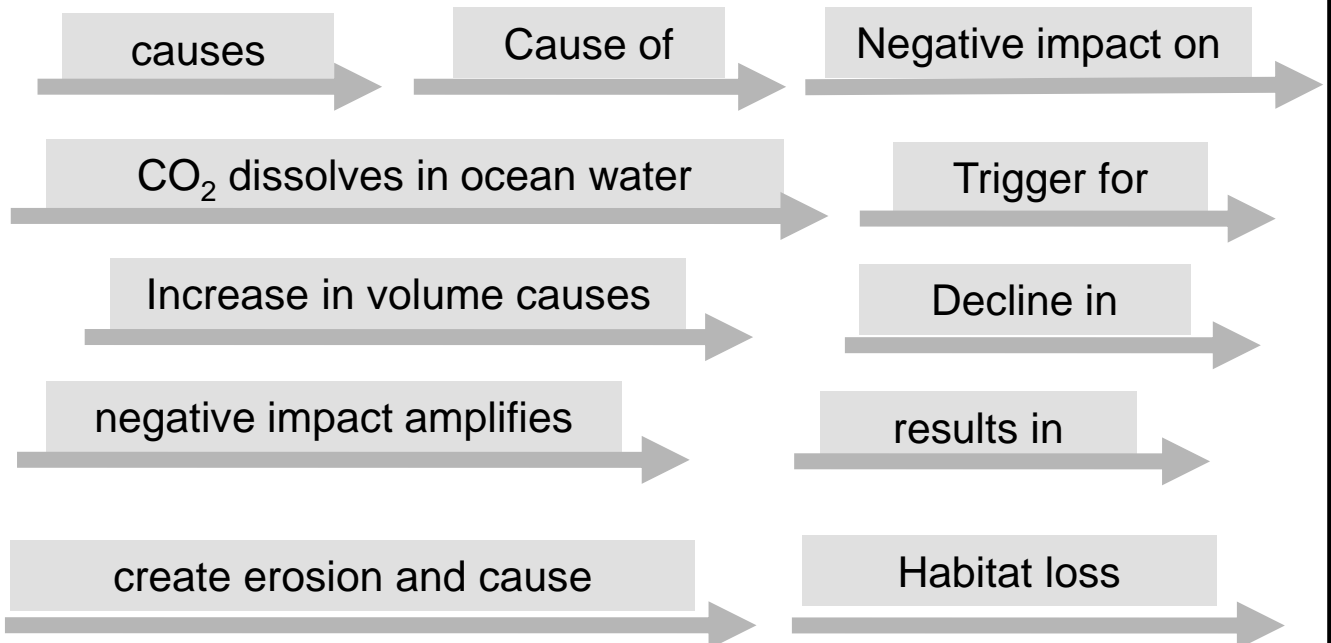 causes
Cause of
Negative impact on
CO₂ dissolves in ocean water
Trigger for
Increase in volume causes
Decline in
negative impact amplifies
results in
create erosion and cause
Habitat loss